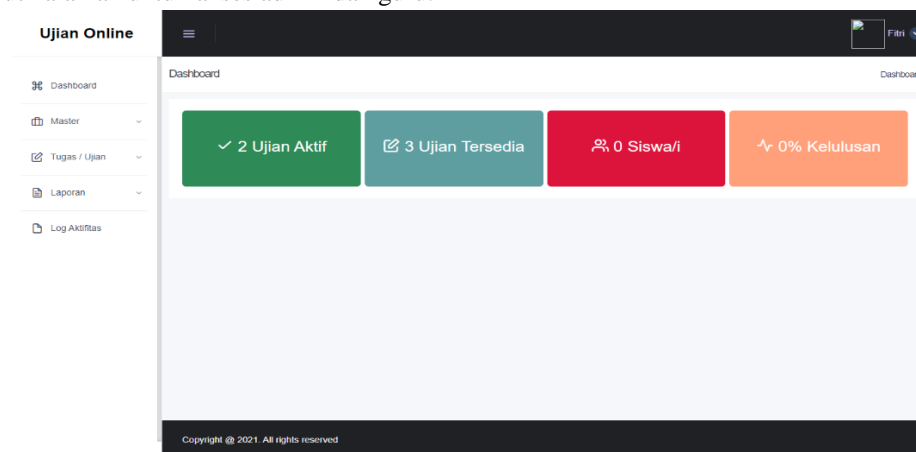 Ujian Online
Fitri
Dashboard
Dashboar
Dashboard
Master
Tugas / Ujian
Laporan
Log Aktifitas
2 Ujian Aktif
3 Ujian Tersedia
0 Siswa/i
0% Kelulusan
Copyright @ 2021. All rights reserved